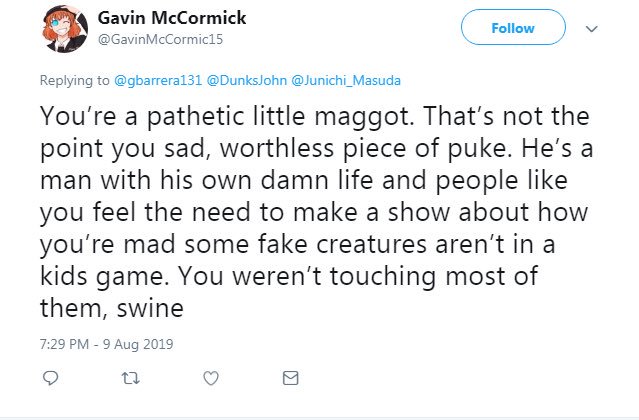 Gavin McCormick
@GavinMcCormic15
Follow
Replying to @gbarrera131 @DunksJohn @Junichi_Masuda
You’re a pathetic little maggot. That’s not the
point you sad, worthless piece of puke. He’s a
man with his own damn life and people like
you feel the need to make a show about how
you’re mad some fake creatures aren’t in a
kids game. You weren’t touching most of
them, swine
7:29 PM - 9 Aug 2019